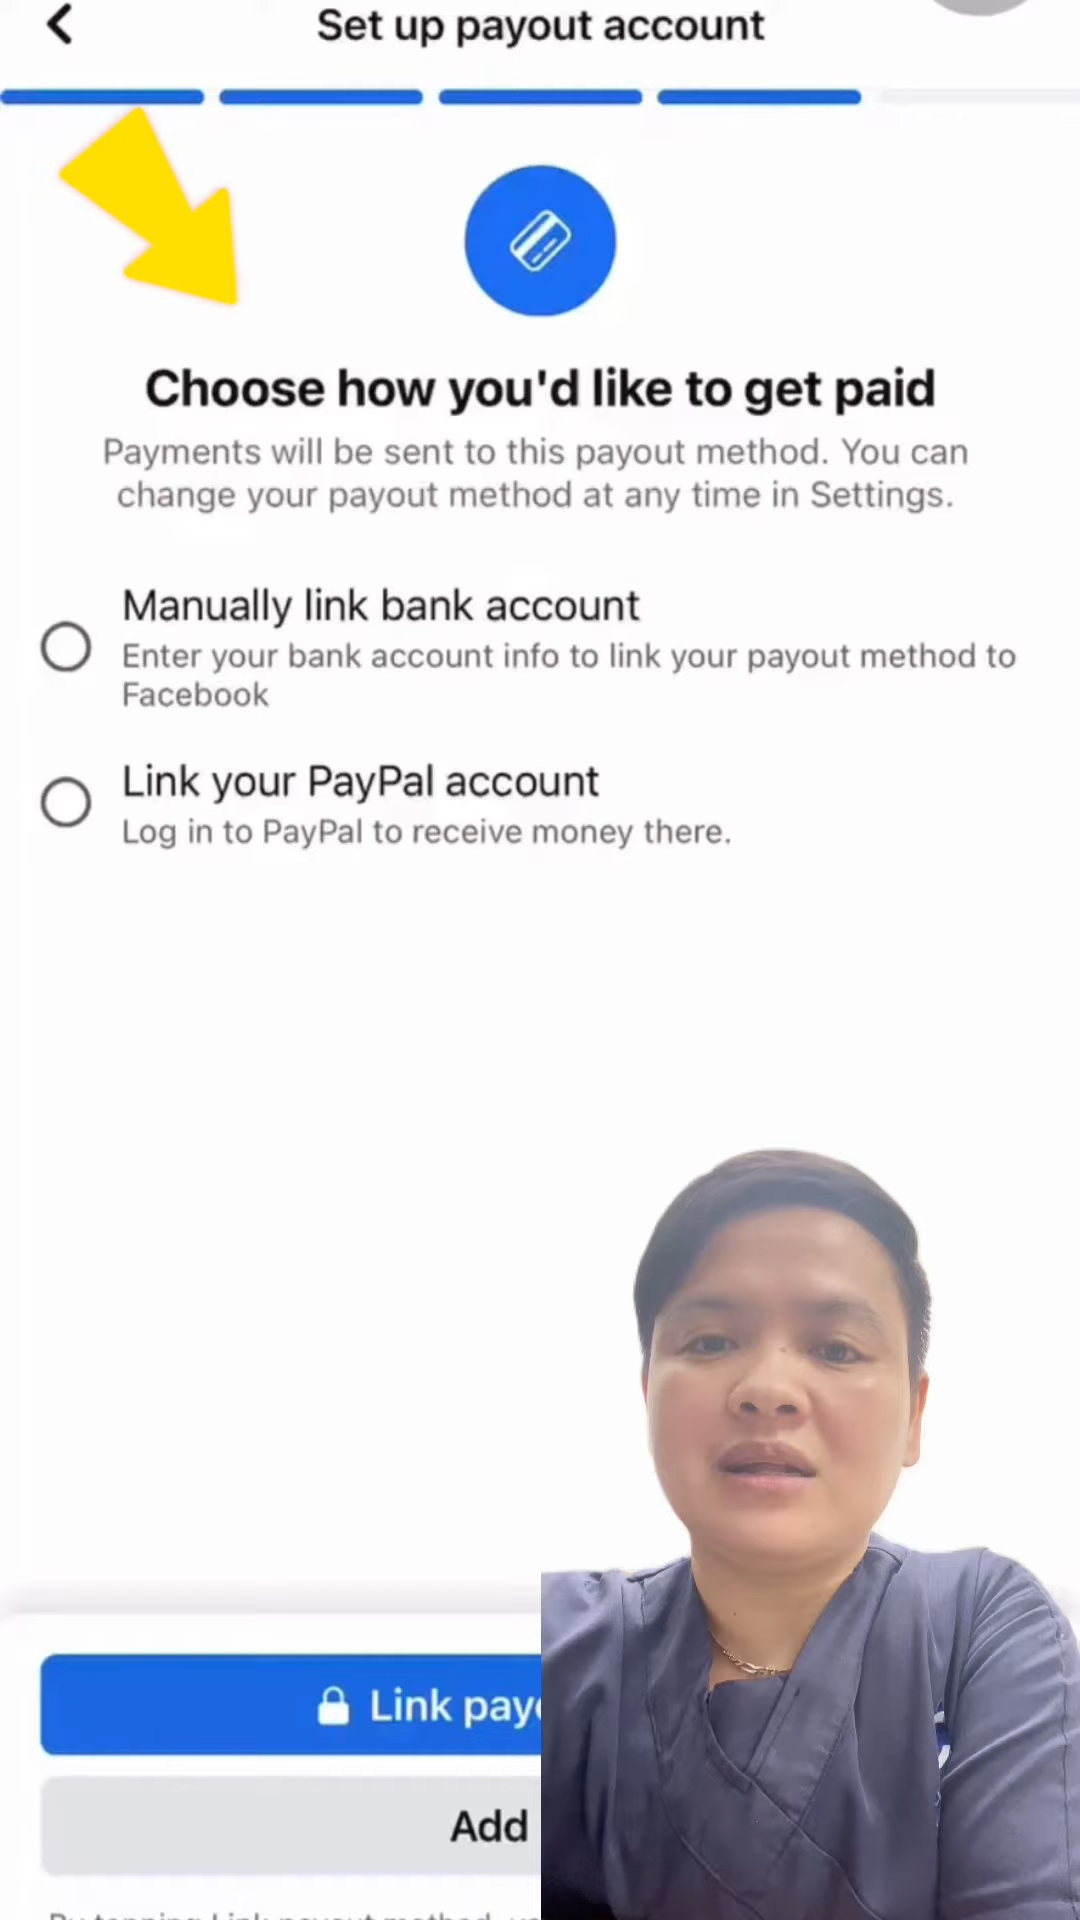 Set up payout account
Choose how you'd like to get paid
Payments will be sent to this payout method. You can
change your payout method at any time in Settings.
Manually link bank account
Enter your bank account info to link your payout method to
Facebook
Link your PayPal account
Log in to PayPal to receive money there.
Link
Add